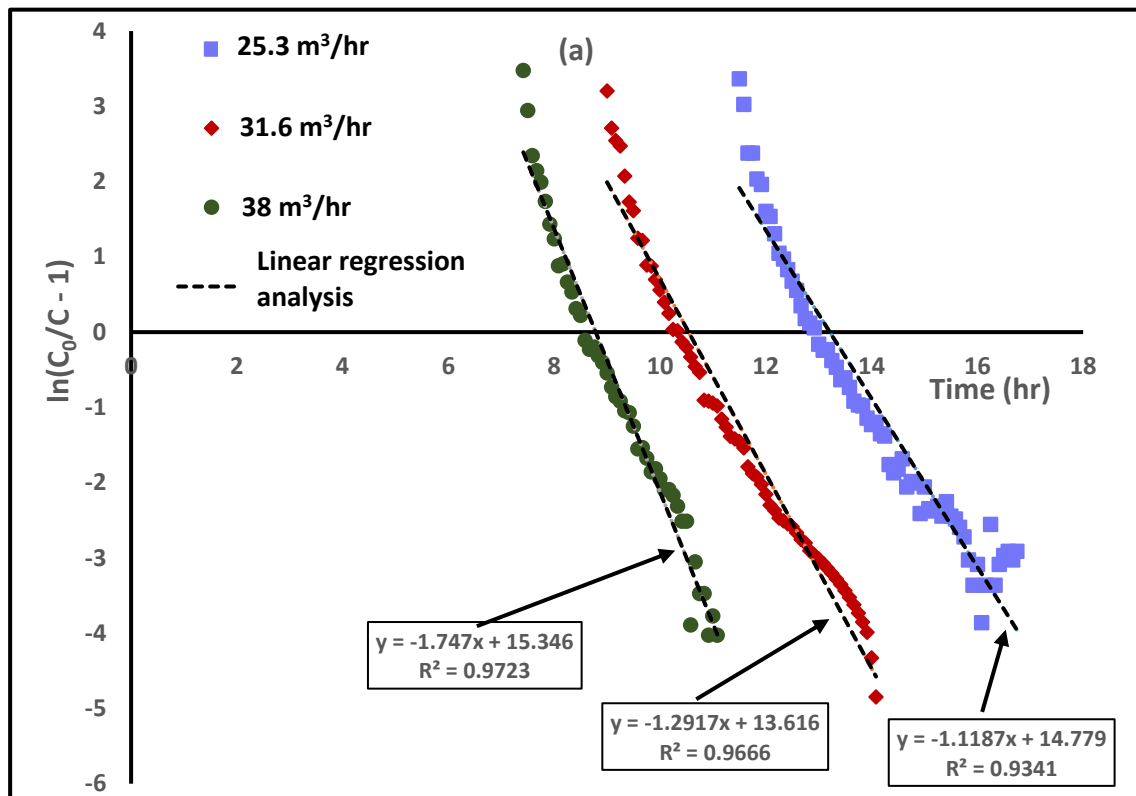 (a)
25.3 m³/hr
31.6 m³/hr
38 m³/hr
Linear regression
analysis
ln(C₀/C - 1)
4
3
2
1
0
-1
-2
-3
-4
-5
-6
0 2 4 6 8 10 12 14 16 18
Time (hr)
y = -1.747x + 15.346
R² = 0.9723
y = -1.2917x + 13.616
R² = 0.9666
y = -1.1187x + 14.779
R² = 0.9341